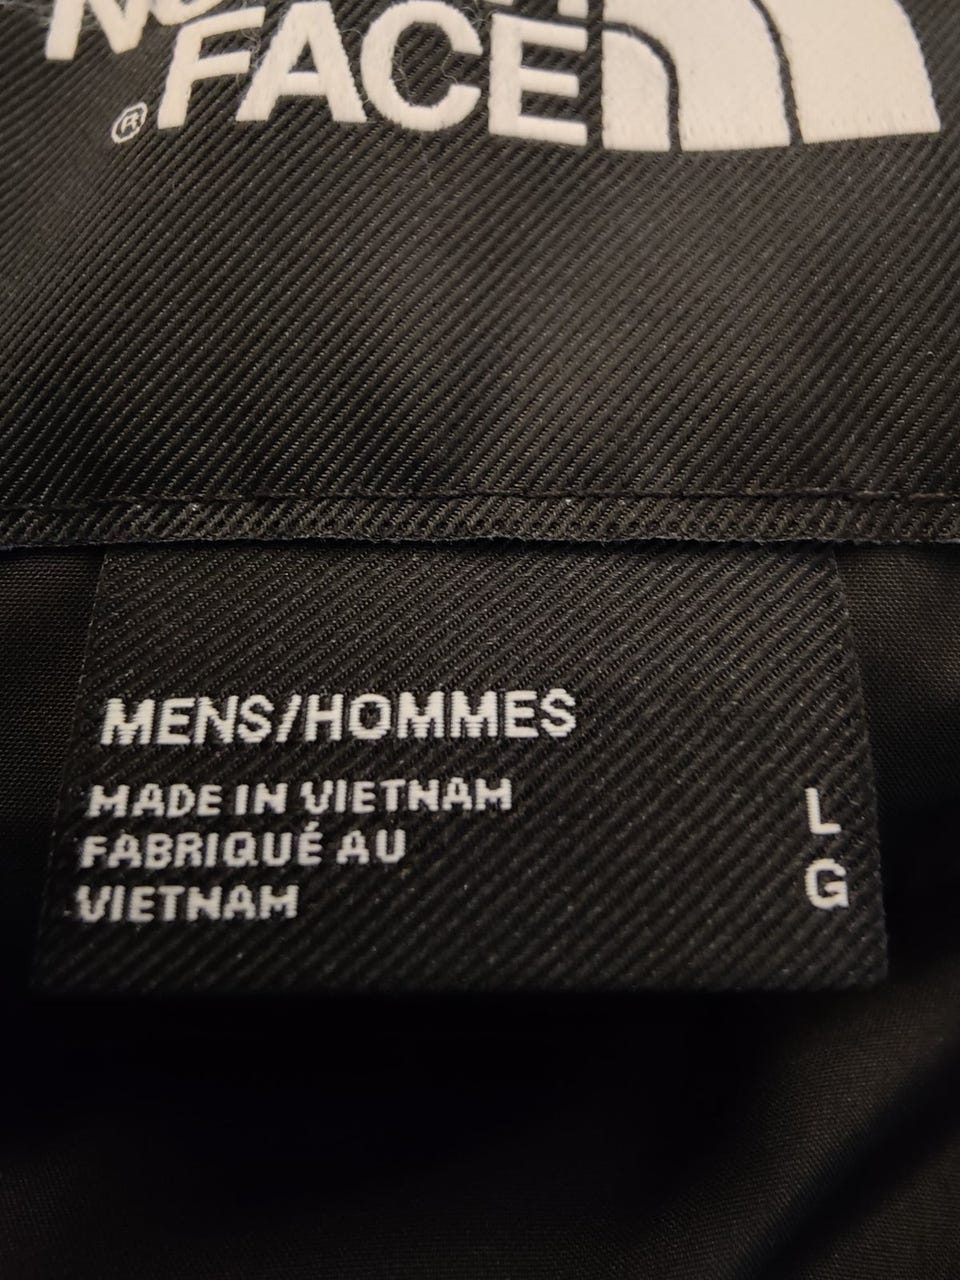 FACE
®
MENS/HOMMES
MADE IN VIETNAM
FABRIQUÉ AU
VIETNAM
L
G